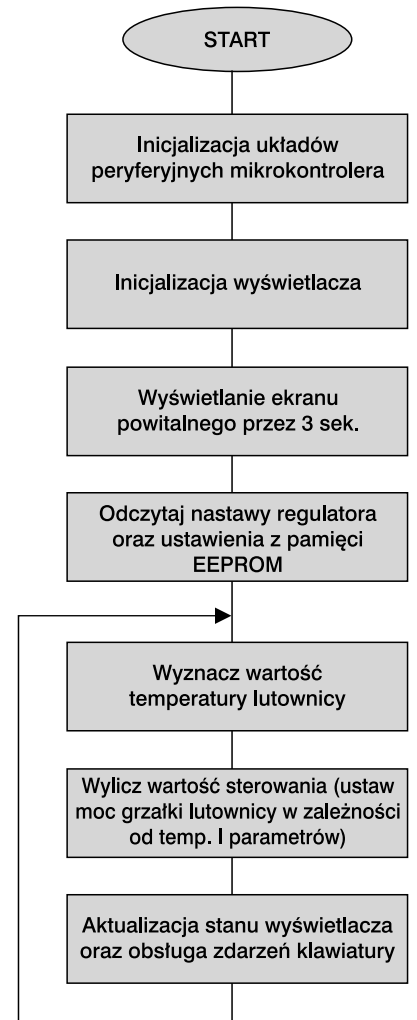 START
Inicjalizacja układów
peryferyjnych mikrokontrolera
Inicjalizacja wyświetlacza
Wyświetlanie ekranu
powitalnego przez 3 sek.
Odczytaj nastawy regulatora
oraz ustawienia z pamięci
EEPROM
Wyznacz wartość
temperatury lutownicy
Wylicz wartość sterowania (ustaw
moc grzałki lutownicy w zależności
od temp. I parametrów)
Aktualizacja stanu wyświetlacza
oraz obsługa zdarzeń klawiatury